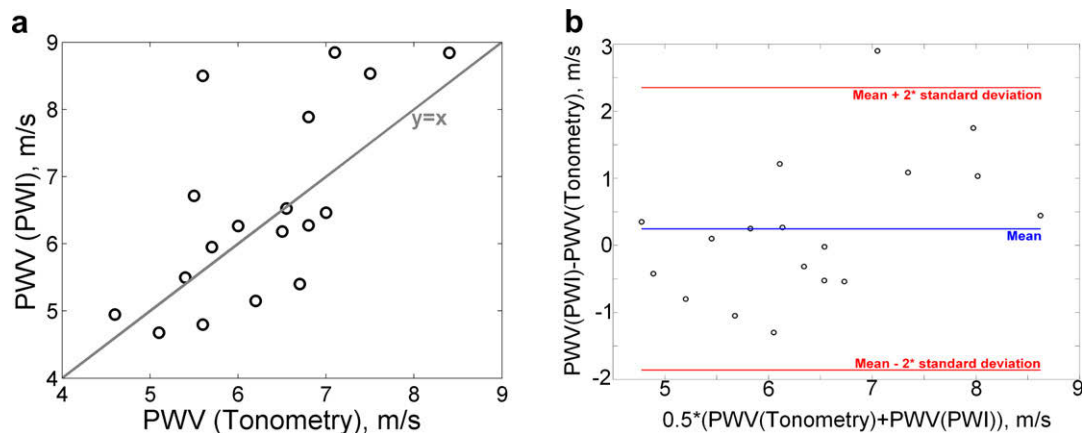 a
9
8
7
6
5
4
PWV (PWI), m/s
y=x
4 5 6 7 8 9
PWV (Tonometry), m/s
b
3
2
1
0
-1
-2
PWV(PWI)-PWV(Tonometry), m/s
Mean + 2* standard deviation
Mean
Mean - 2* standard deviation
5 6 7 8 9
0.5*(PWV(Tonometry)+PWV(PWI)), m/s